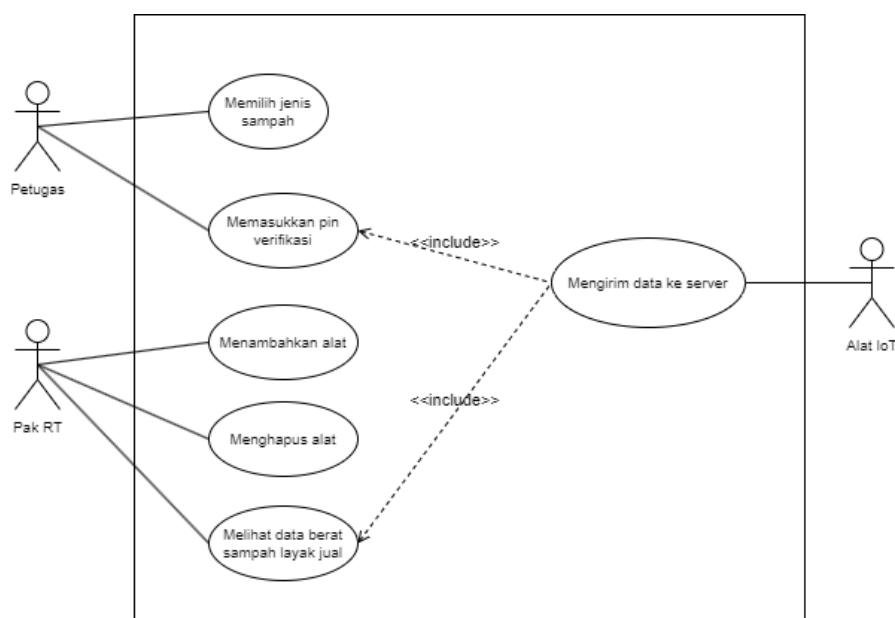 Memilih jenis
sampah
Petugas
Memasukkan pin
verifikasi
<<include>>
Mengirim data ke server
Alat IoT
Menambahkan alat
Pak RT
<<include>>
Menghapus alat
Melihat data berat
sampah layak jual